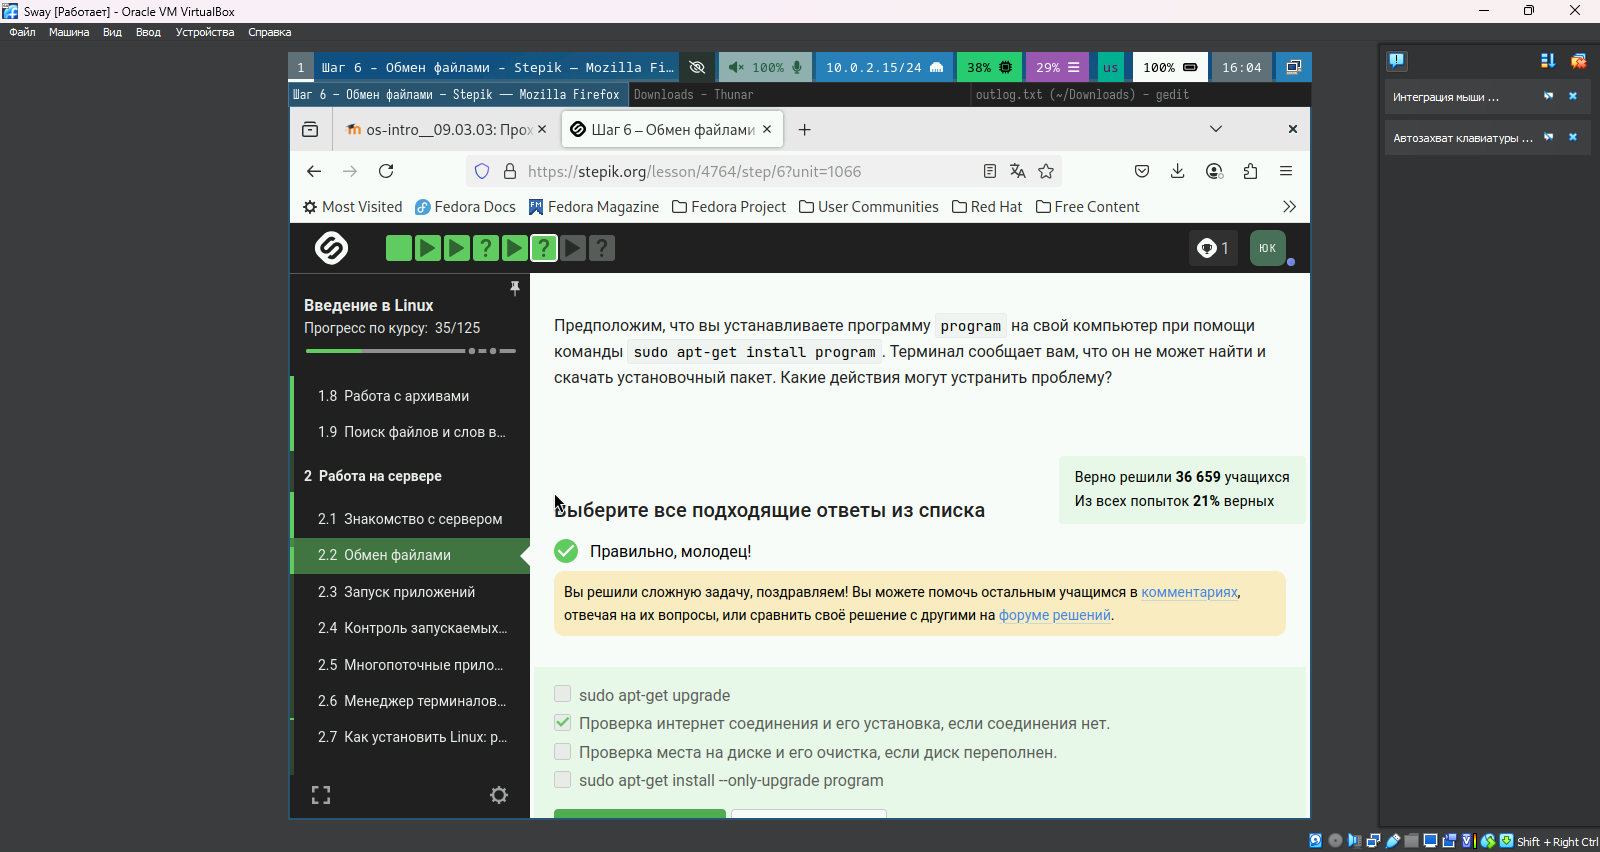 Sway [Работает] - Oracle VM VirtualBox
Файл Машина Вид Ввод Устройства Справка
1 Шаг 6 – Обмен файлами – Stepik — Mozilla Fi… 100% 10.0.2.15/24 38% 29% us 100% 16:04
Шаг 6 – Обмен файлами – Stepik — Mozilla Firefox Downloads – Thunar outlog.txt (~/Downloads) – gedit
os-intro__09.03.03: Про Шаг 6 – Обмен файлами
https://stepik.org/lesson/4764/step/6?unit=1066
Most Visited Fedora Docs Fedora Magazine Fedora Project User Communities Red Hat Free Content
? ? ? 1 ЮК
Введение в Linux
Прогресс по курсу: 35/125
1.8 Работа с архивами
1.9 Поиск файлов и слов в...
2 Работа на сервере
2.1 Знакомство с сервером
2.2 Обмен файлами
2.3 Запуск приложений
2.4 Контроль запускаемых...
2.5 Многопоточные прило...
2.6 Менеджер терминалов...
2.7 Как установить Linux: р...
Предположим, что вы устанавливаете программу program на свой компьютер при помощи
команды sudo apt-get install program . Терминал сообщает вам, что он не может найти и
скачать установочный пакет. Какие действия могут устранить проблему?
Верно решили 36 659 учащихся
Из всех попыток 21% верных
Выберите все подходящие ответы из списка
Правильно, молодец!
Вы решили сложную задачу, поздравляем! Вы можете помочь остальным учащимся в комментариях,
отвечая на их вопросы, или сравнить своё решение с другими на форуме решений.
sudo apt-get upgrade
Проверка интернет соединения и его установка, если соединения нет.
Проверка места на диске и его очистка, если диск переполнен.
sudo apt-get install --only-upgrade program
Интеграция мыши ...
Автозахват клавиатуры ...
Shift + Right Ctrl